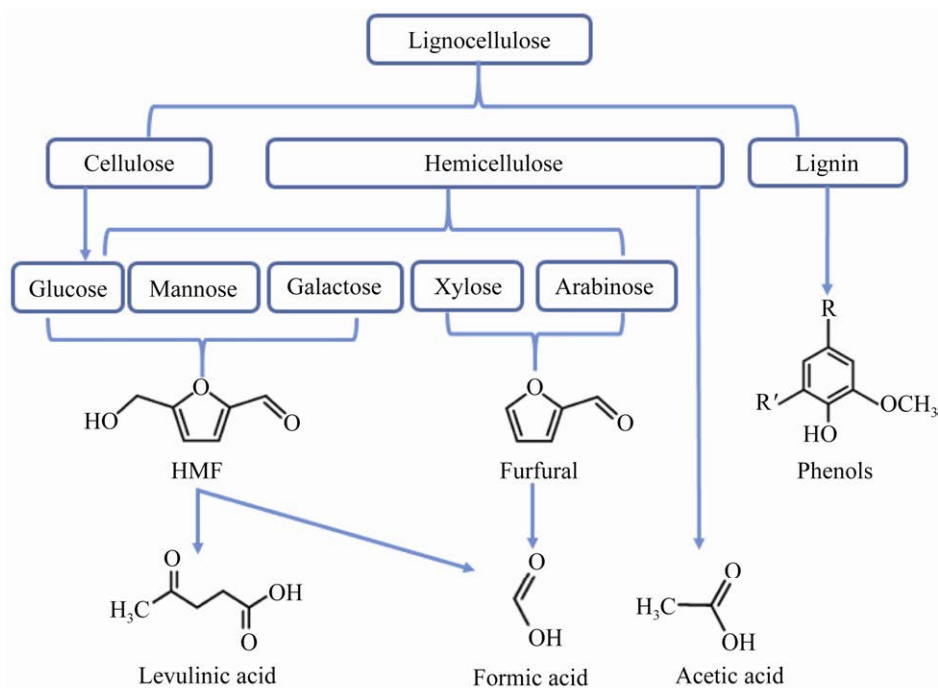 Lignocellulose
Cellulose
Hemicellulose
Lignin
Glucose
Mannose
Galactose
Xylose
Arabinose
HO
O
O
HMF
O
O
Furfural
R
R′
OCH3
HO
Phenols
O
H3C
OH
O
Levulinic acid
O
OH
Formic acid
O
H3C
OH
Acetic acid